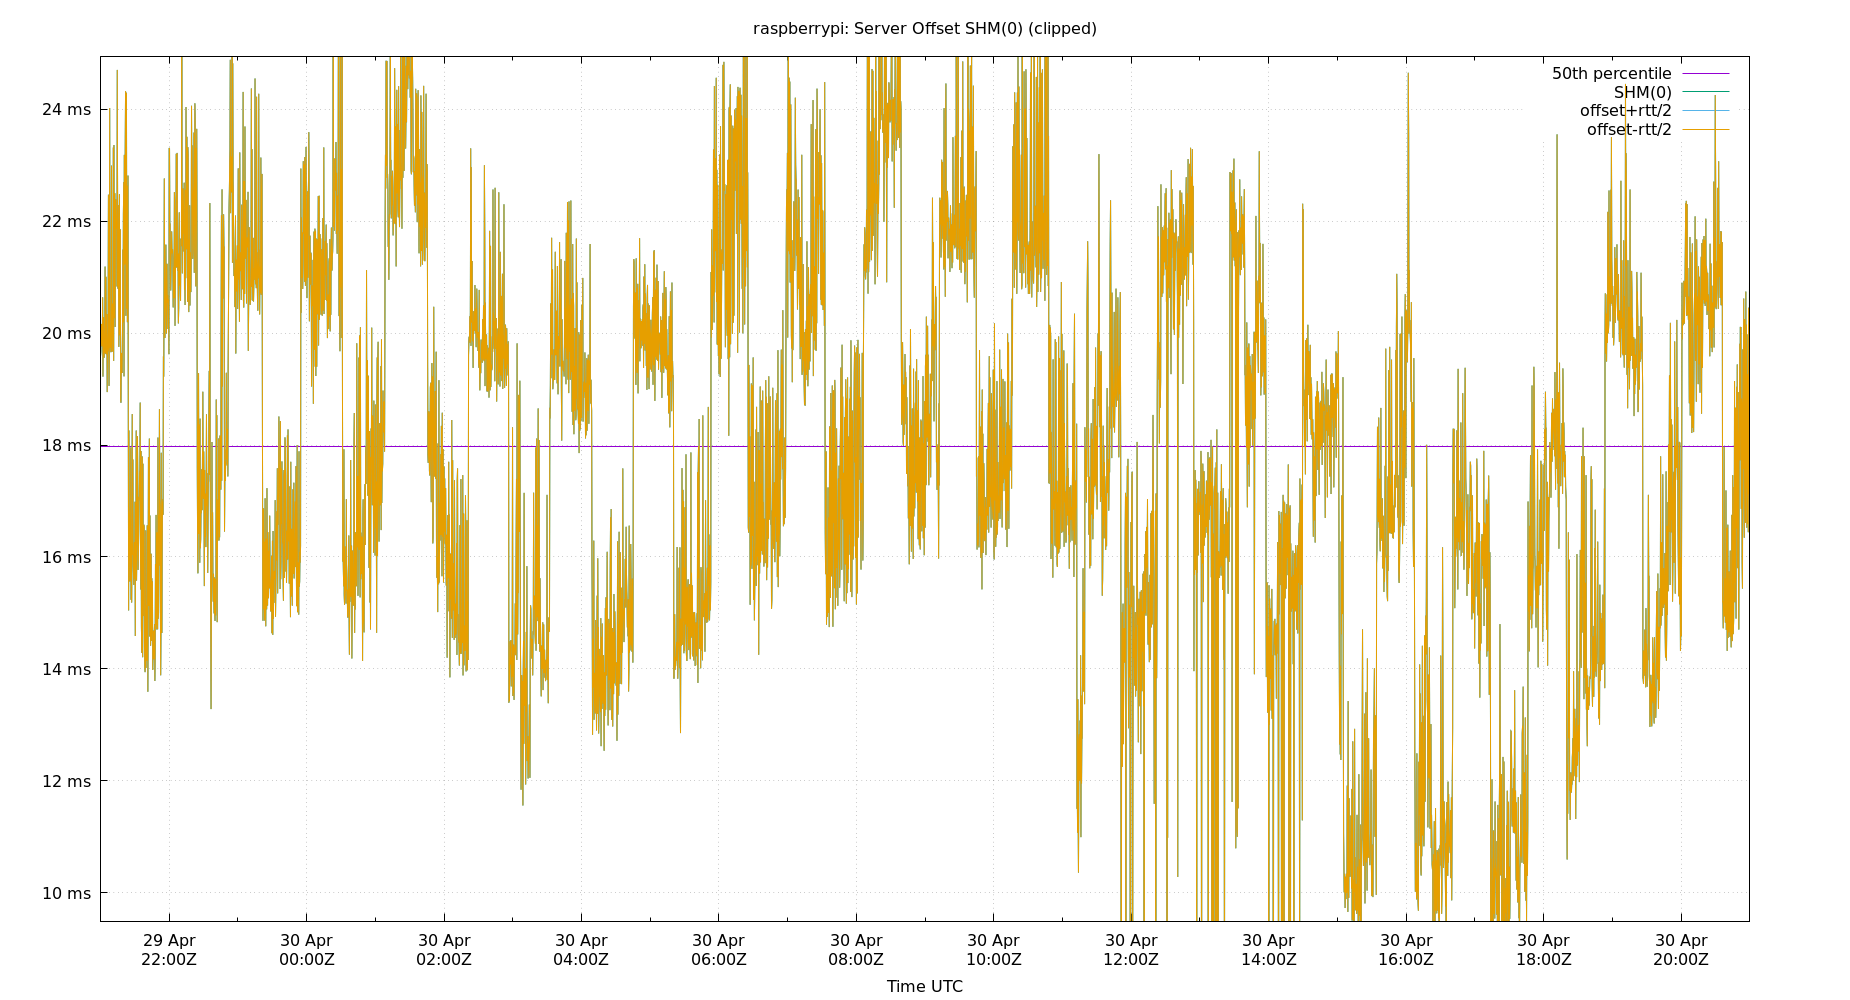 raspberrypi: Server Offset SHM(0) (clipped)
50th percentile
SHM(0)
offset+rtt/2
offset-rtt/2
24 ms
22 ms
20 ms
18 ms
16 ms
14 ms
12 ms
10 ms
29 Apr 30 Apr 30 Apr 30 Apr 30 Apr 30 Apr 30 Apr 30 Apr 30 Apr 30 Apr 30 Apr 30 Apr
22:00Z 00:00Z 02:00Z 04:00Z 06:00Z 08:00Z 10:00Z 12:00Z 14:00Z 16:00Z 18:00Z 20:00Z
Time UTC